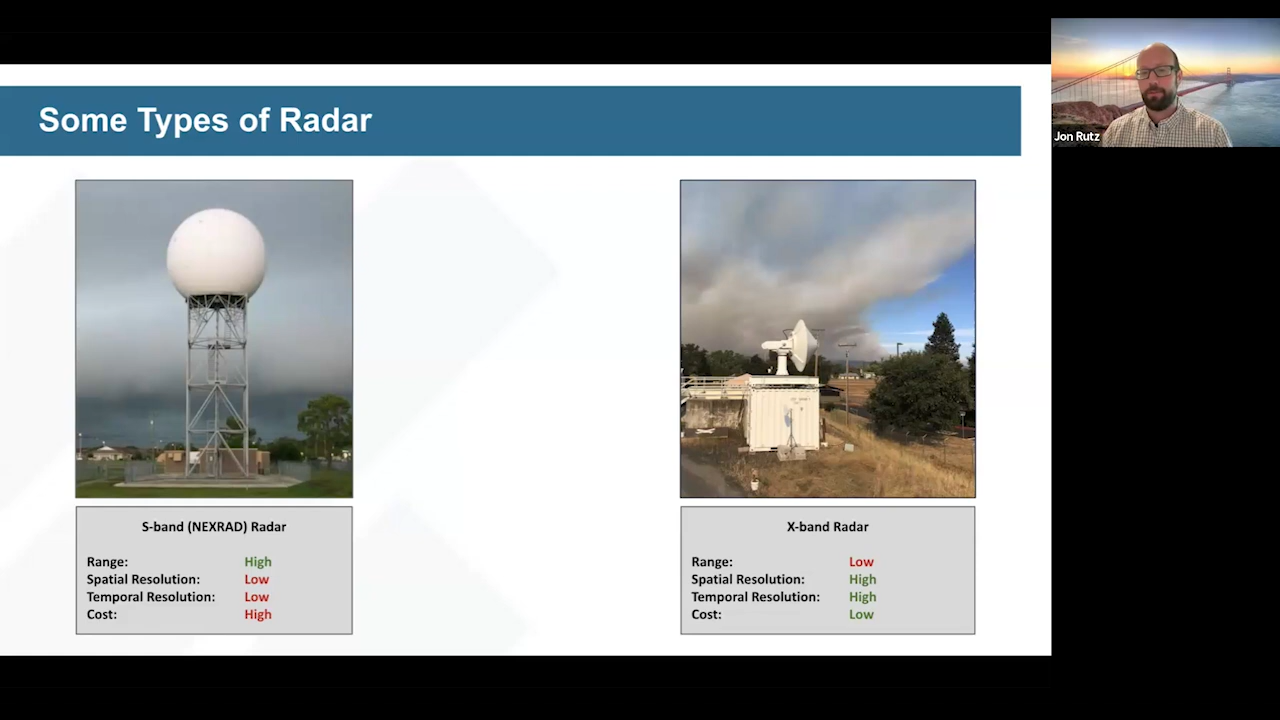 Some Types of Radar
Jon Rutz
S-band (NEXRAD) Radar
Range: High
Spatial Resolution: Low
Temporal Resolution: Low
Cost: High
X-band Radar
Range: Low
Spatial Resolution: High
Temporal Resolution: High
Cost: Low